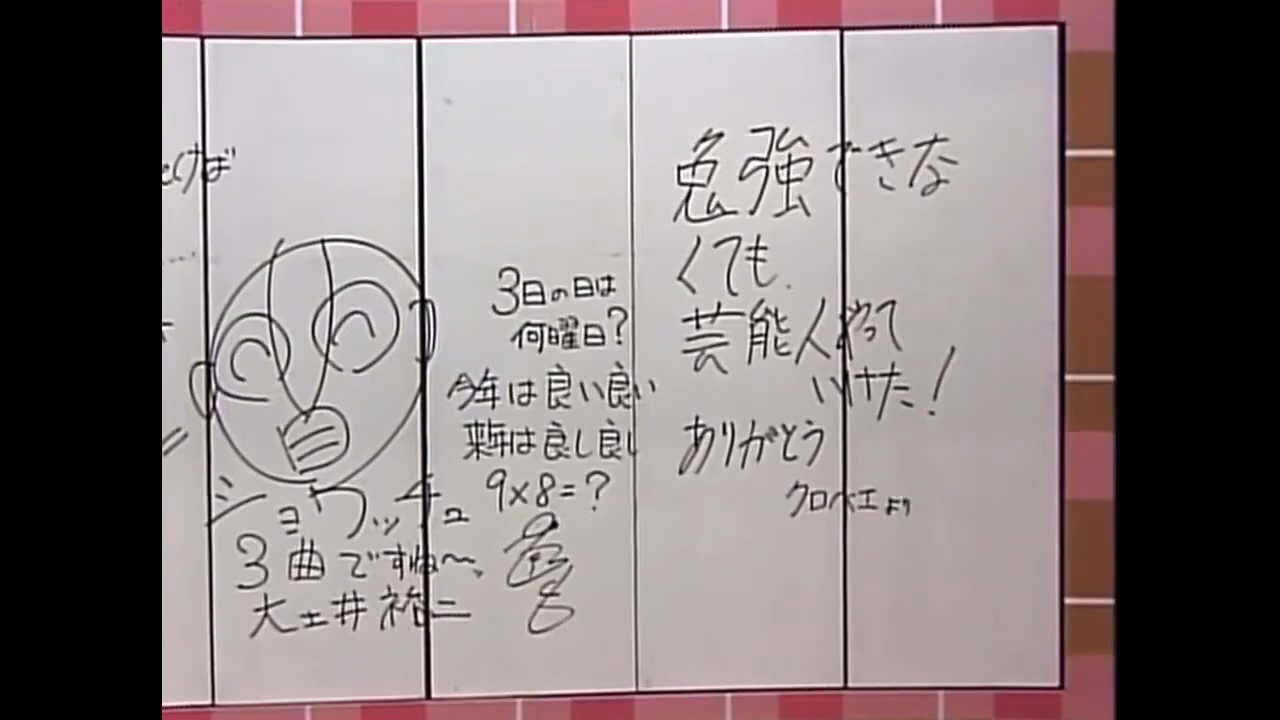 勉強できな
くても
芸能人やって
いけた!
ありがとう
クロベエより
3日の日は
何曜日?
今年は良い良い
来年は良し良し
9×8=?
ショウッチュ
3曲ですね〜、
大土井裕二
けば